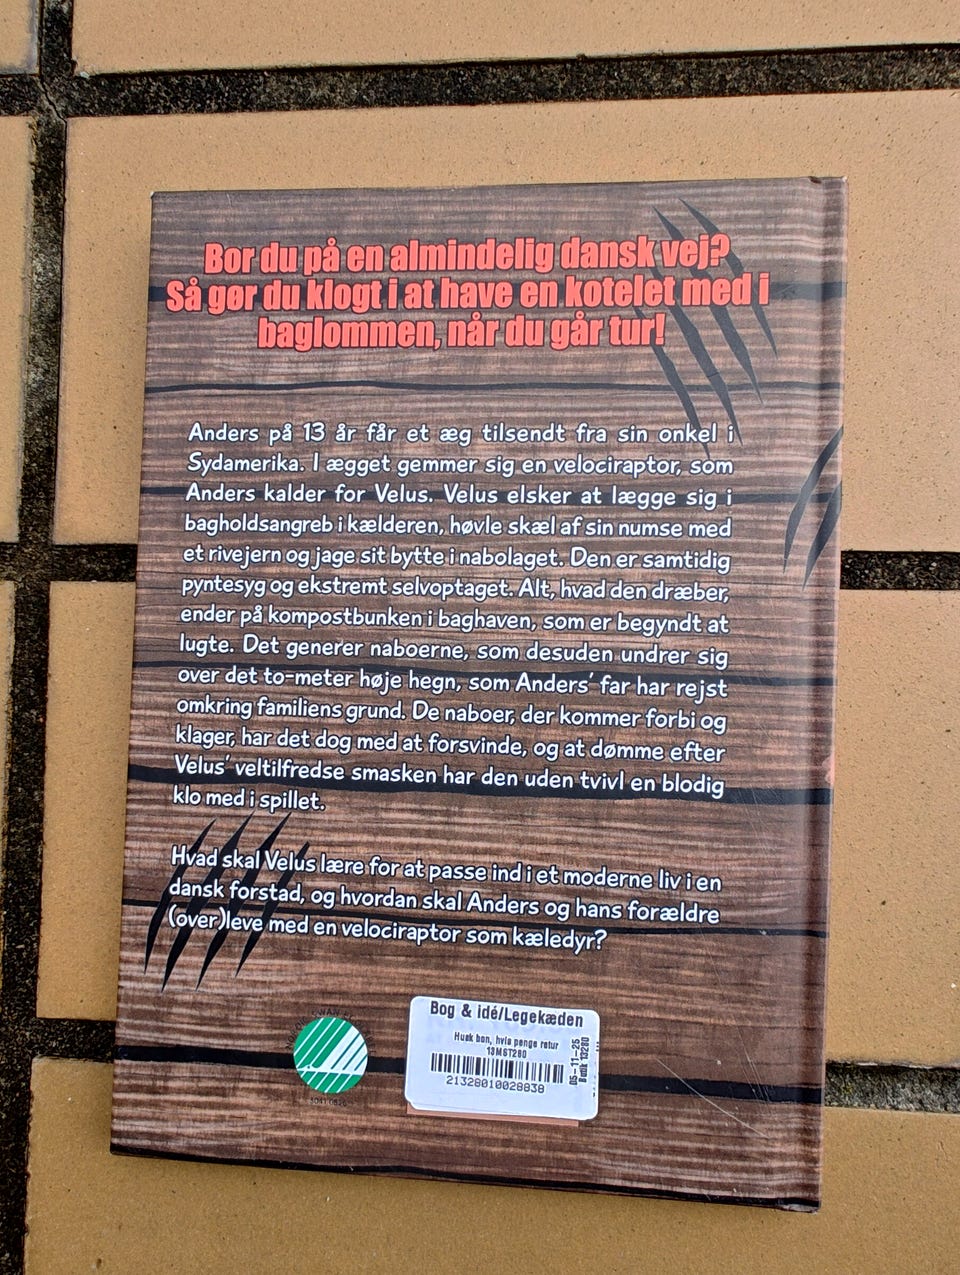 Bor du på en almindelig dansk vej?
Så gør du klogt i at have en kotelet med i
baglommen, når du går tur!
Anders på 13 år får et æg tilsendt fra sin onkel i
Sydamerika. I ægget gemmer sig en velociraptor, som
Anders kalder for Velus. Velus elsker at lægge sig i
bagholdsangreb i kælderen, høvle skæl af sin numse med
et rivejern og jage sit bytte i nabolaget. Den er samtidig
pyntesyg og ekstremt selvoptaget. Alt, hvad den dræber,
ender på kompostbunken i baghaven, som er begyndt at
lugte. Det generer naboerne, som desuden undrer sig
over det to-meter høje hegn, som Anders' far har rejst
omkring familiens grund. De naboer, der kommer forbi og
klager, har det dog med at forsvinde, og at dømme efter
Velus' veltilfredse smasken har den uden tvivl en blodig
klo med i spillet.
Hvad skal Velus lære for at passe ind i et moderne liv i en
dansk forstad, og hvordan skal Anders og hans forældre
(over)leve med en velociraptor som kæledyr?
Bog & idé/Legekæden
Husk bon, hvis penge retur
13MST280
21328010028838
05-11-25
Butik 13280